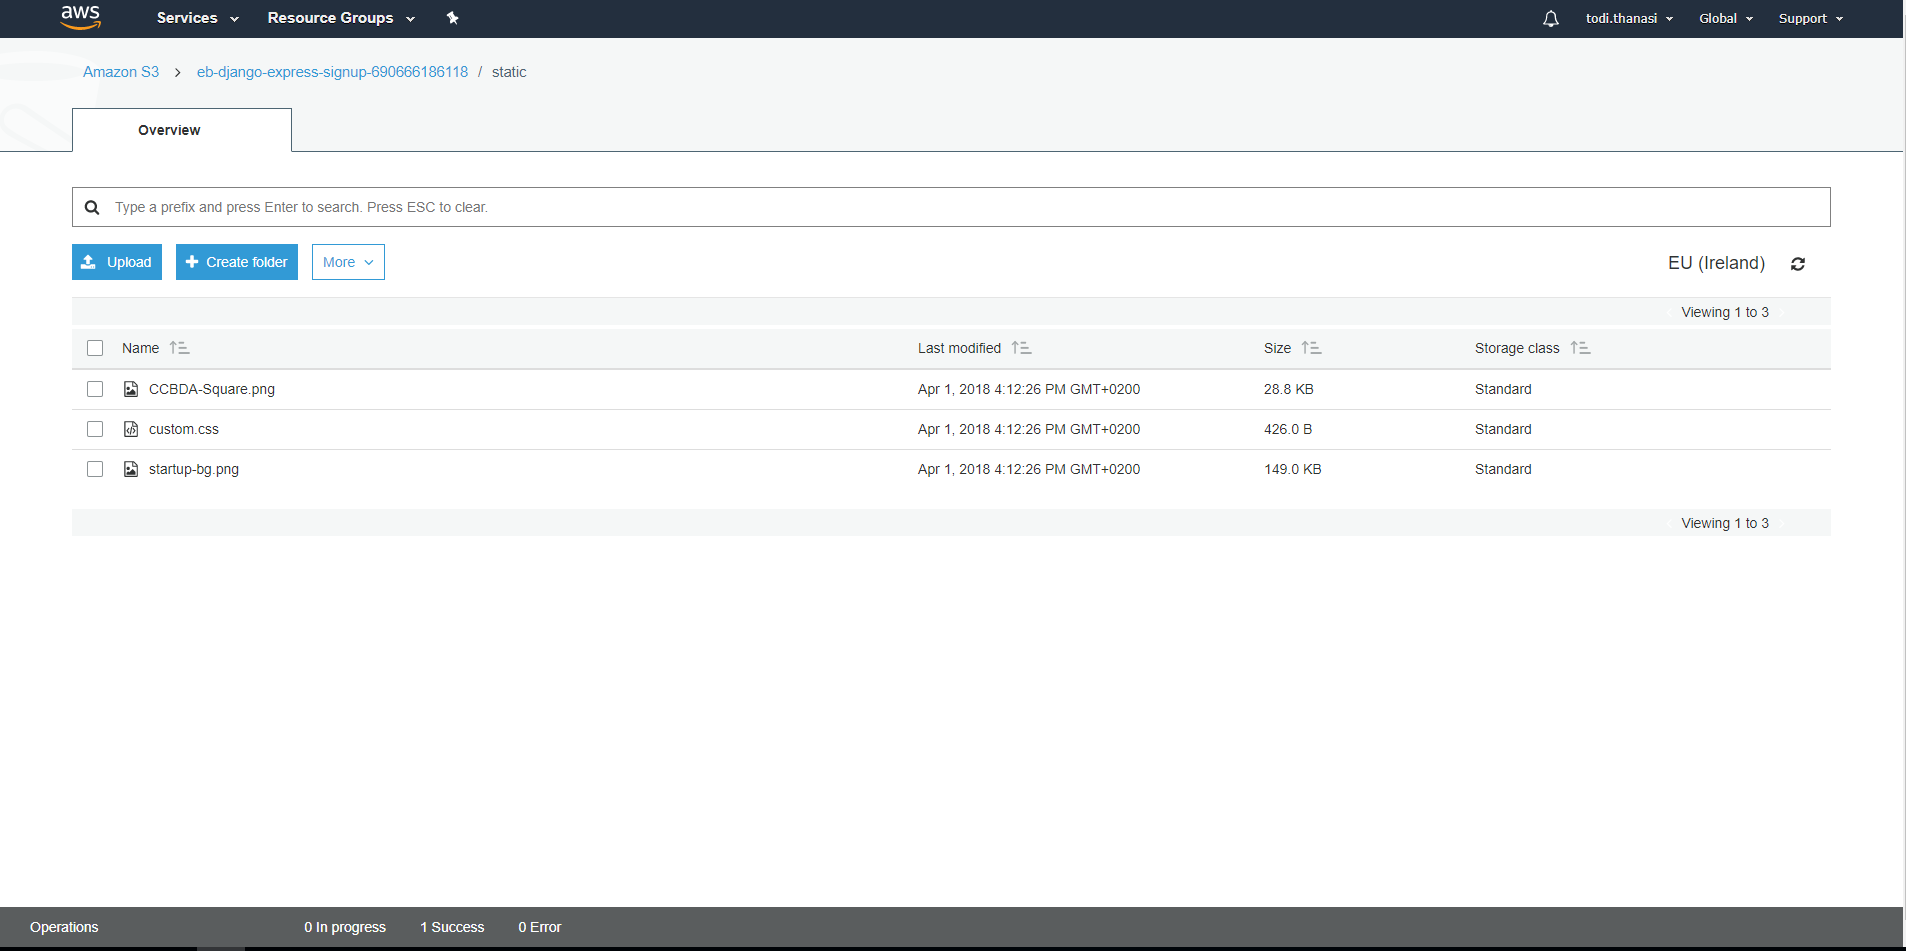 aws Services Resource Groups todi.thanasi Global Support
Amazon S3 > eb-django-express-signup-690666186118 / static
Overview
Type a prefix and press Enter to search. Press ESC to clear.
Upload Create folder More EU (Ireland)
Viewing 1 to 3
Name Last modified Size Storage class
CCBDA-Square.png Apr 1, 2018 4:12:26 PM GMT+0200 28.8 KB Standard
custom.css Apr 1, 2018 4:12:26 PM GMT+0200 426.0 B Standard
startup-bg.png Apr 1, 2018 4:12:26 PM GMT+0200 149.0 KB Standard
Viewing 1 to 3
Operations 0 In progress 1 Success 0 Error